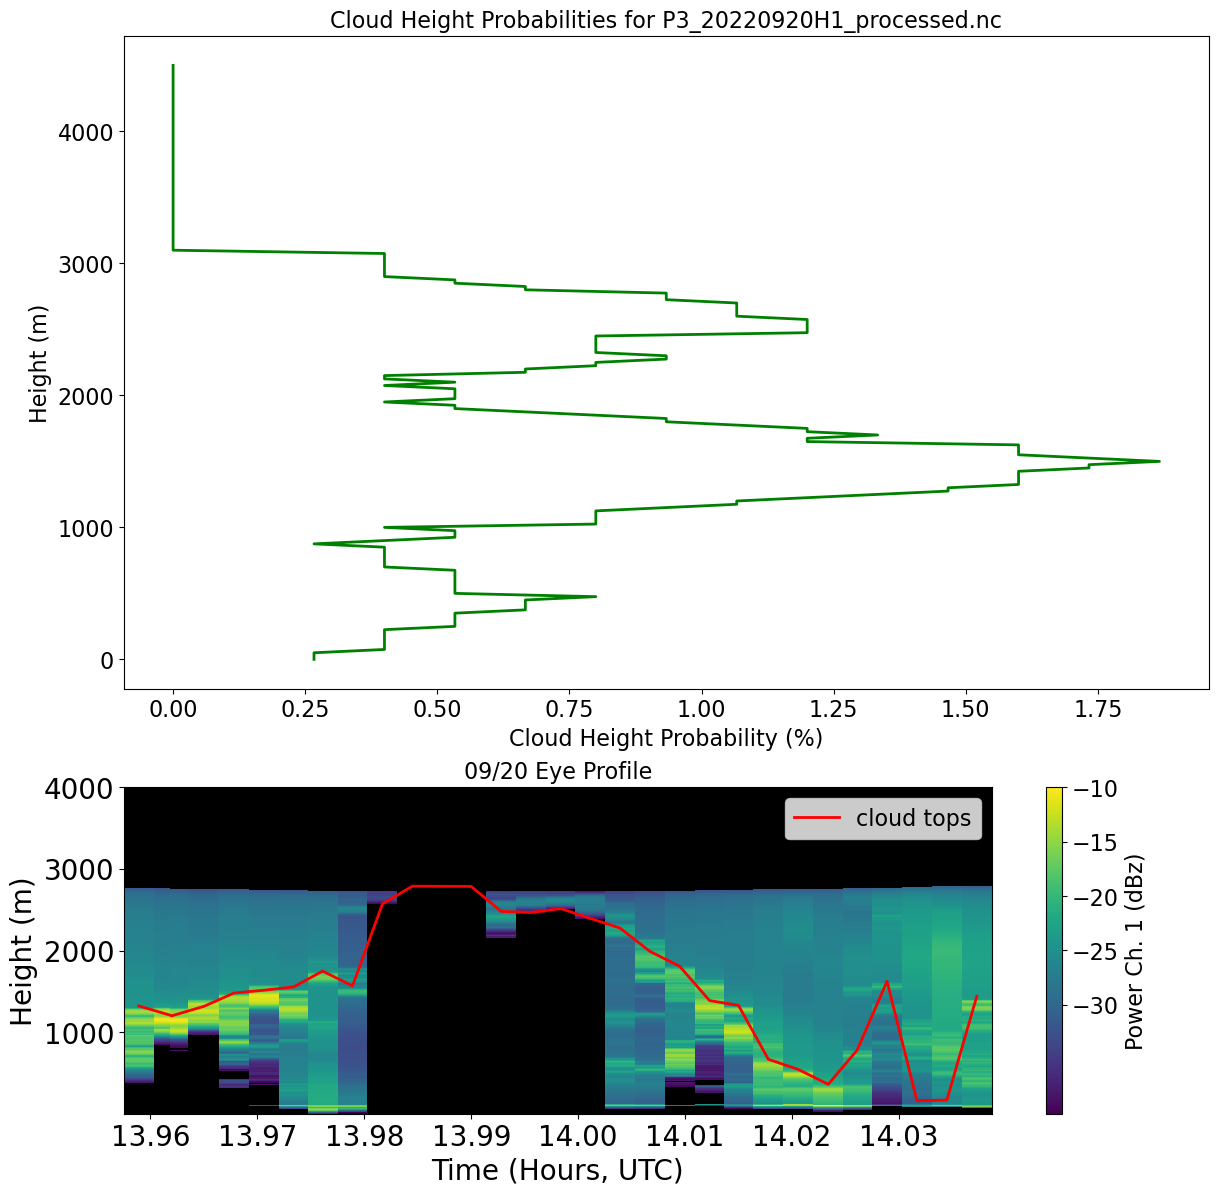 Cloud Height Probabilities for P3_20220920H1_processed.nc
Height (m)
4000
3000
2000
1000
0
0.00 0.25 0.50 0.75 1.00 1.25 1.50 1.75
Cloud Height Probability (%)
09/20 Eye Profile
Height (m)
4000
3000
2000
1000
cloud tops
13.96 13.97 13.98 13.99 14.00 14.01 14.02 14.03
Time (Hours, UTC)
−10
−15
−20
−25
−30
Power Ch. 1 (dBz)